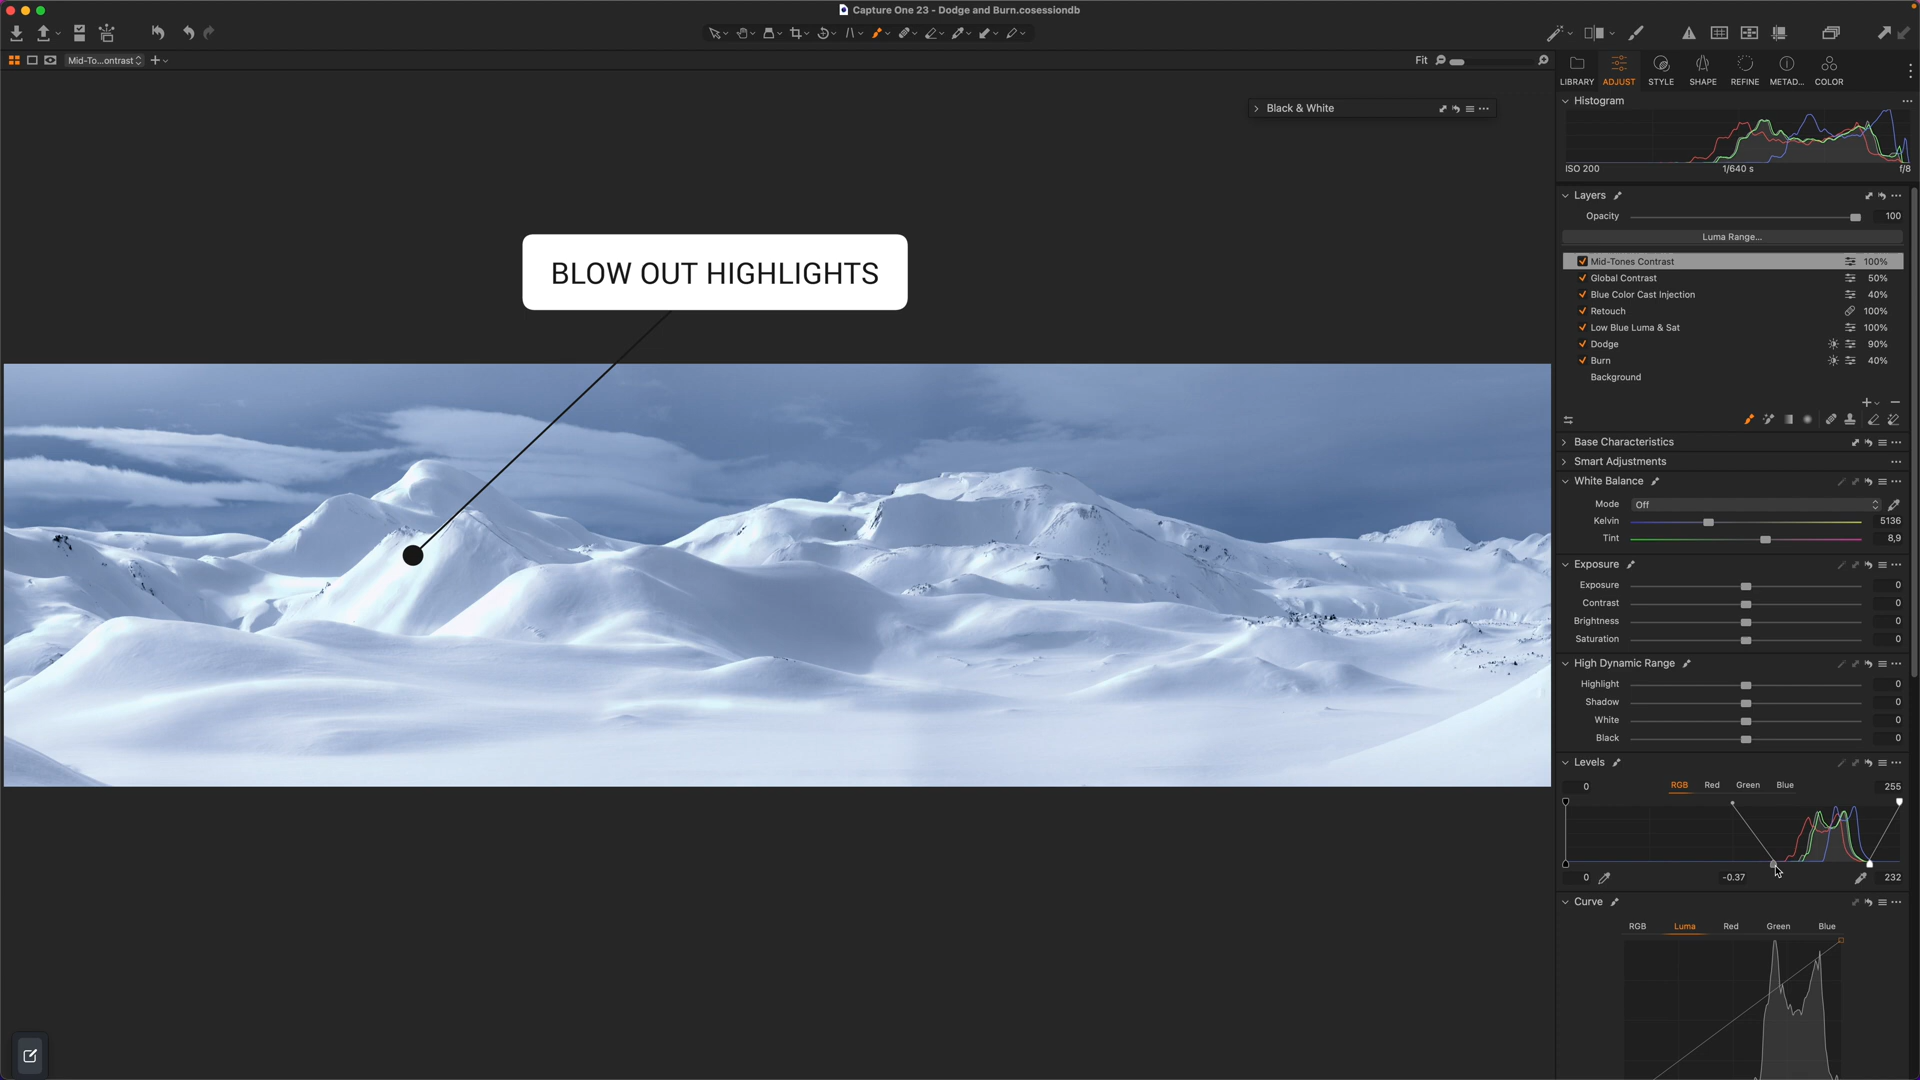 Capture One 23 - Dodge and Burn.cosessiondb
Mid-To...ontrast
Fit
LIBRARY ADJUST STYLE SHAPE REFINE METAD... COLOR
Black & White
Histogram
ISO 200 1/640 s f/8
Layers
Opacity 100
Luma Range...
Mid-Tones Contrast 100%
Global Contrast 50%
Blue Color Cast Injection 40%
Retouch 100%
Low Blue Luma & Sat 100%
Dodge 90%
Burn 40%
Background
BLOW OUT HIGHLIGHTS
Base Characteristics
Smart Adjustments
White Balance
Mode Off
Kelvin 5136
Tint 8,9
Exposure
Exposure 0
Contrast 0
Brightness 0
Saturation 0
High Dynamic Range
Highlight 0
Shadow 0
White 0
Black 0
Levels
0 RGB Red Green Blue 255
0 -0.37 232
Curve
RGB Luma Red Green Blue